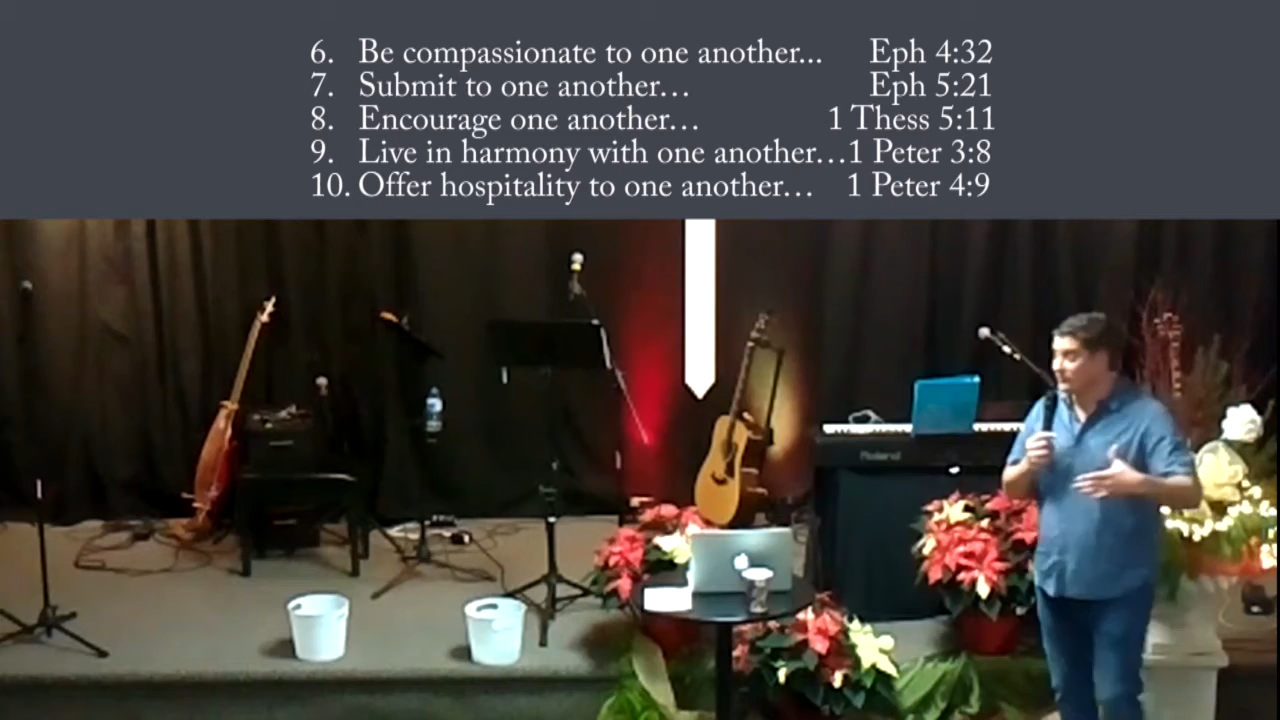 6. Be compassionate to one another... Eph 4:32
7. Submit to one another… Eph 5:21
8. Encourage one another… 1 Thess 5:11
9. Live in harmony with one another…1 Peter 3:8
10. Offer hospitality to one another… 1 Peter 4:9
Roland